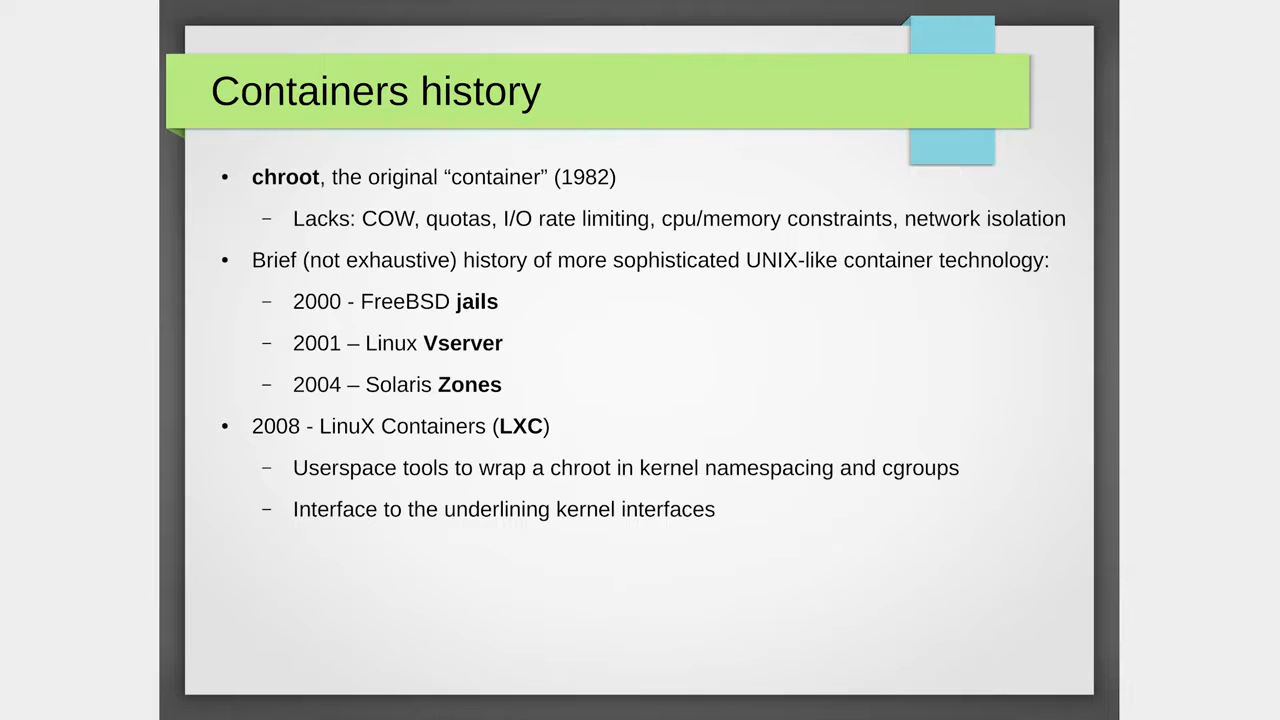 Containers history
• chroot, the original “container” (1982)
– Lacks: COW, quotas, I/O rate limiting, cpu/memory constraints, network isolation
• Brief (not exhaustive) history of more sophisticated UNIX-like container technology:
– 2000 - FreeBSD jails
– 2001 – Linux Vserver
– 2004 – Solaris Zones
• 2008 - LinuX Containers (LXC)
– Userspace tools to wrap a chroot in kernel namespacing and cgroups
– Interface to the underlining kernel interfaces